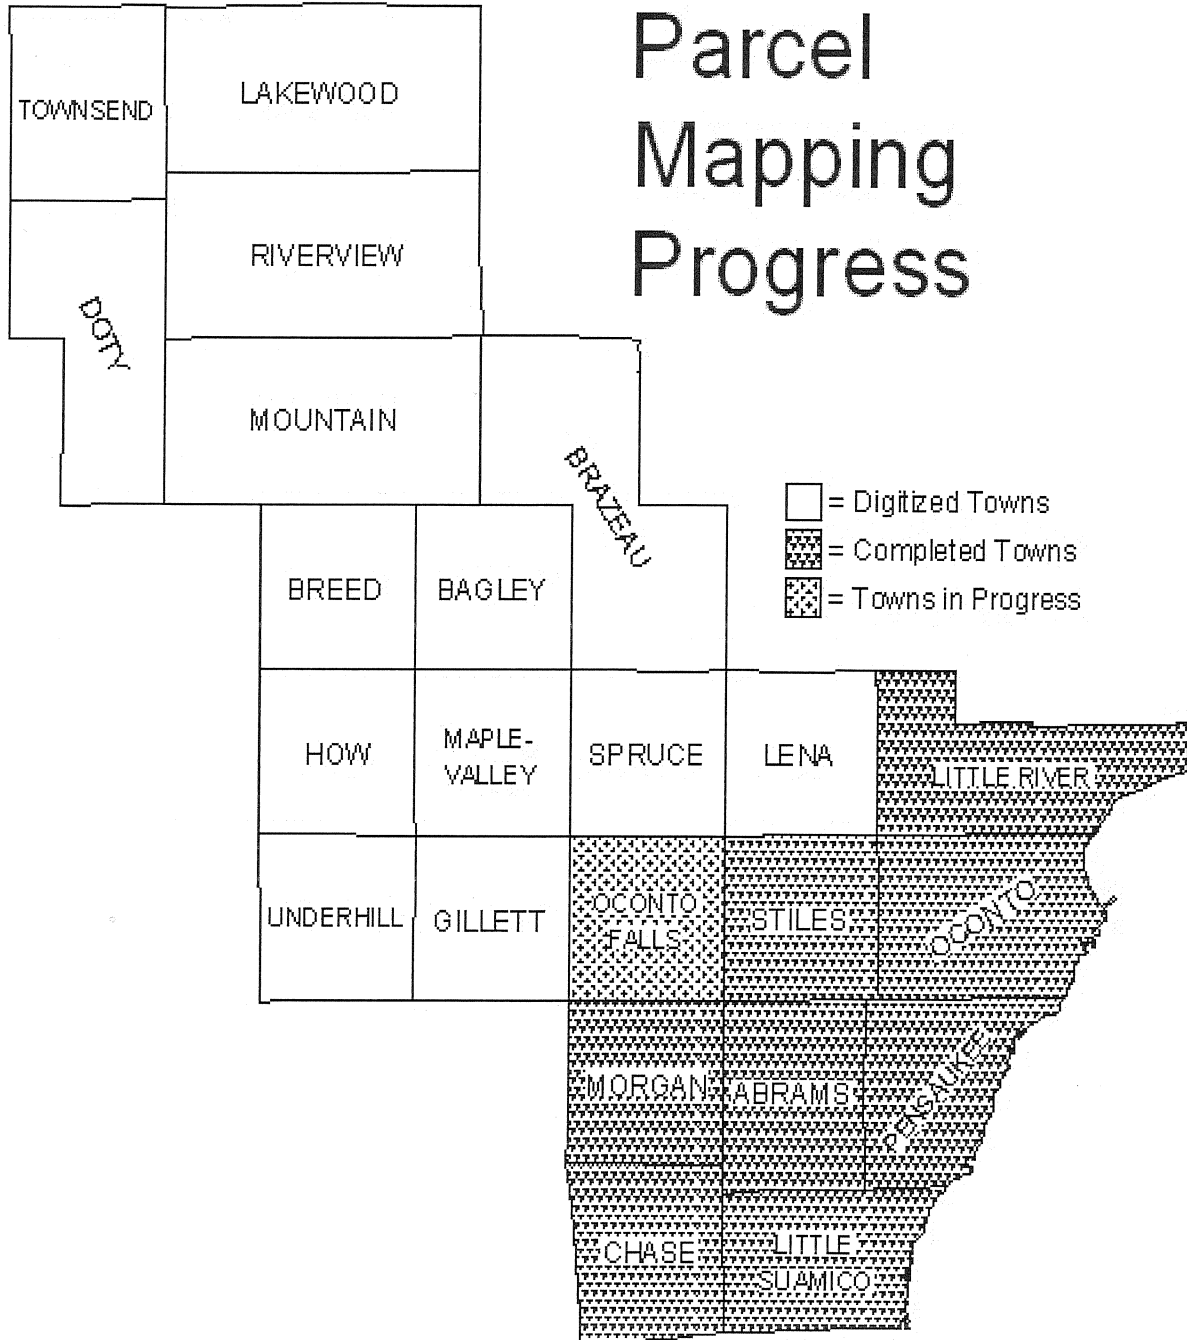 Parcel
Mapping
Progress
TOWNSEND
LAKEWOOD
RIVERVIEW
DOTY
MOUNTAIN
BRAZEAU
= Digitized Towns
= Completed Towns
= Towns in Progress
BREED
BAGLEY
HOW
MAPLE-
VALLEY
SPRUCE
LENA
LITTLE RIVER
UNDERHILL
GILLETT
OCONTO
FALLS
STILES
OCONTO
MORGAN
ABRAMS
PENSAUKEE
CHASE
LITTLE
SUAMICO